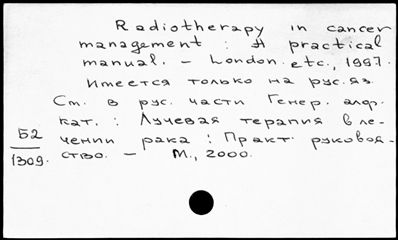 Radiotherapy in cancer
management : A practical
manual. – London. etc., 1997.
Имеется только на рус. яз.
См. в рус. части Генер. алф.
кат. : Лучевая терапия в ле-
Б2 чении рака : Практ. руковод-
1309. ство. – М., 2000.